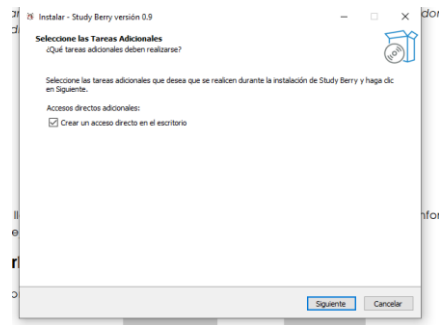 Instalar - Study Berry versión 0.9
Seleccione las Tareas Adicionales
¿Qué tareas adicionales deben realizarse?
Seleccione las tareas adicionales que desea que se realicen durante la instalación de Study Berry y haga clic
en Siguiente.
Accesos directos adicionales:
Crear un acceso directo en el escritorio
Siguiente
Cancelar